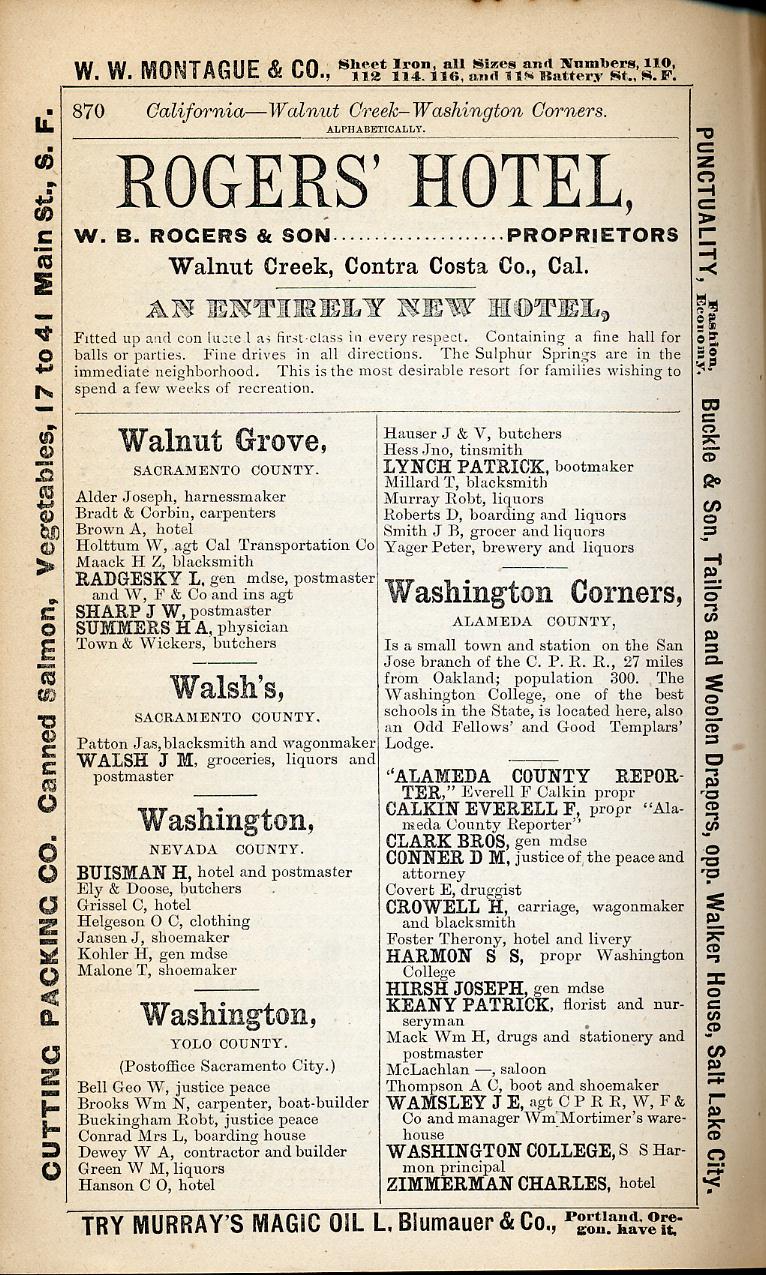 W. W. MONTAGUE & CO., Sheet Iron, all Sizes and Numbers, 110,
112 114. 116, and 118 Battery St., S. F.
870 California—Walnut Creek–Washington Corners.
ALPHABETICALLY.
ROGERS' HOTEL,
W. B. ROGERS & SON.....................PROPRIETORS
Walnut Creek, Contra Costa Co., Cal.
AN ENTIRELY NEW HOTEL,
Fitted up and con lucte l as first-class in every respect. Containing a fine hall for
balls or parties. Fine drives in all directions. The Sulphur Springs are in the
immediate neighborhood. This is the most desirable resort for families wishing to
spend a few weeks of recreation.
Walnut Grove,
SACRAMENTO COUNTY.
Alder Joseph, harnessmaker
Bradt & Corbin, carpenters
Brown A, hotel
Holttum W, agt Cal Transportation Co
Maack H Z, blacksmith
RADGESKY L, gen mdse, postmaster
and W, F & Co and ins agt
SHARP J W, postmaster
SUMMERS H A, physician
Town & Wickers, butchers
Walsh's,
SACRAMENTO COUNTY.
Patton Jas, blacksmith and wagonmaker
WALSH J M, groceries, liquors and
postmaster
Washington,
NEVADA COUNTY.
BUISMAN H, hotel and postmaster
Ely & Doose, butchers
Grissel C, hotel
Helgeson O C, clothing
Jansen J, shoemaker
Kohler H, gen mdse
Malone T, shoemaker
Washington,
YOLO COUNTY.
(Postoffice Sacramento City.)
Bell Geo W, justice peace
Brooks Wm N, carpenter, boat-builder
Buckingham Robt, justice peace
Conrad Mrs L, boarding house
Dewey W A, contractor and builder
Green W M, liquors
Hanson C O, hotel
Hauser J & V, butchers
Hess Jno, tinsmith
LYNCH PATRICK, bootmaker
Millard T, blacksmith
Murray Robt, liquors
Roberts D, boarding and liquors
Smith J B, grocer and liquors
Yager Peter, brewery and liquors
Washington Corners,
ALAMEDA COUNTY,
Is a small town and station on the San
Jose branch of the C. P. R. R., 27 miles
from Oakland; population 300. The
Washington College, one of the best
schools in the State, is located here, also
an Odd Fellows' and Good Templars'
Lodge.
"ALAMEDA COUNTY REPOR-
TER," Everell F Calkin propr
CALKIN EVERELL F, propr "Ala-
meda County Reporter"
CLARK BROS, gen mdse
CONNER D M, justice of the peace and
attorney
Covert E, druggist
CROWELL H, carriage, wagonmaker
and blacksmith
Foster Therony, hotel and livery
HARMON S S, propr Washington
College
HIRSH JOSEPH, gen mdse
KEANY PATRICK, florist and nur-
seryman
Mack Wm H, drugs and stationery and
postmaster
McLachlan —, saloon
Thompson A C, boot and shoemaker
WAMSLEY J E, agt C P R R, W, F &
Co and manager Wm Mortimer's ware-
house
WASHINGTON COLLEGE, S S Har-
mon principal
ZIMMERMAN CHARLES, hotel
CUTTING PACKING CO. Canned Salmon, Vegetables, 17 to 41 Main St., S. F.
PUNCTUALITY, Fashion, Economy. Buckle & Son, Tailors and Woolen Drapers, opp. Walker House, Salt Lake City.
TRY MURRAY'S MAGIC OIL L. Blumauer & Co., Portland, Ore-
gon. have it.